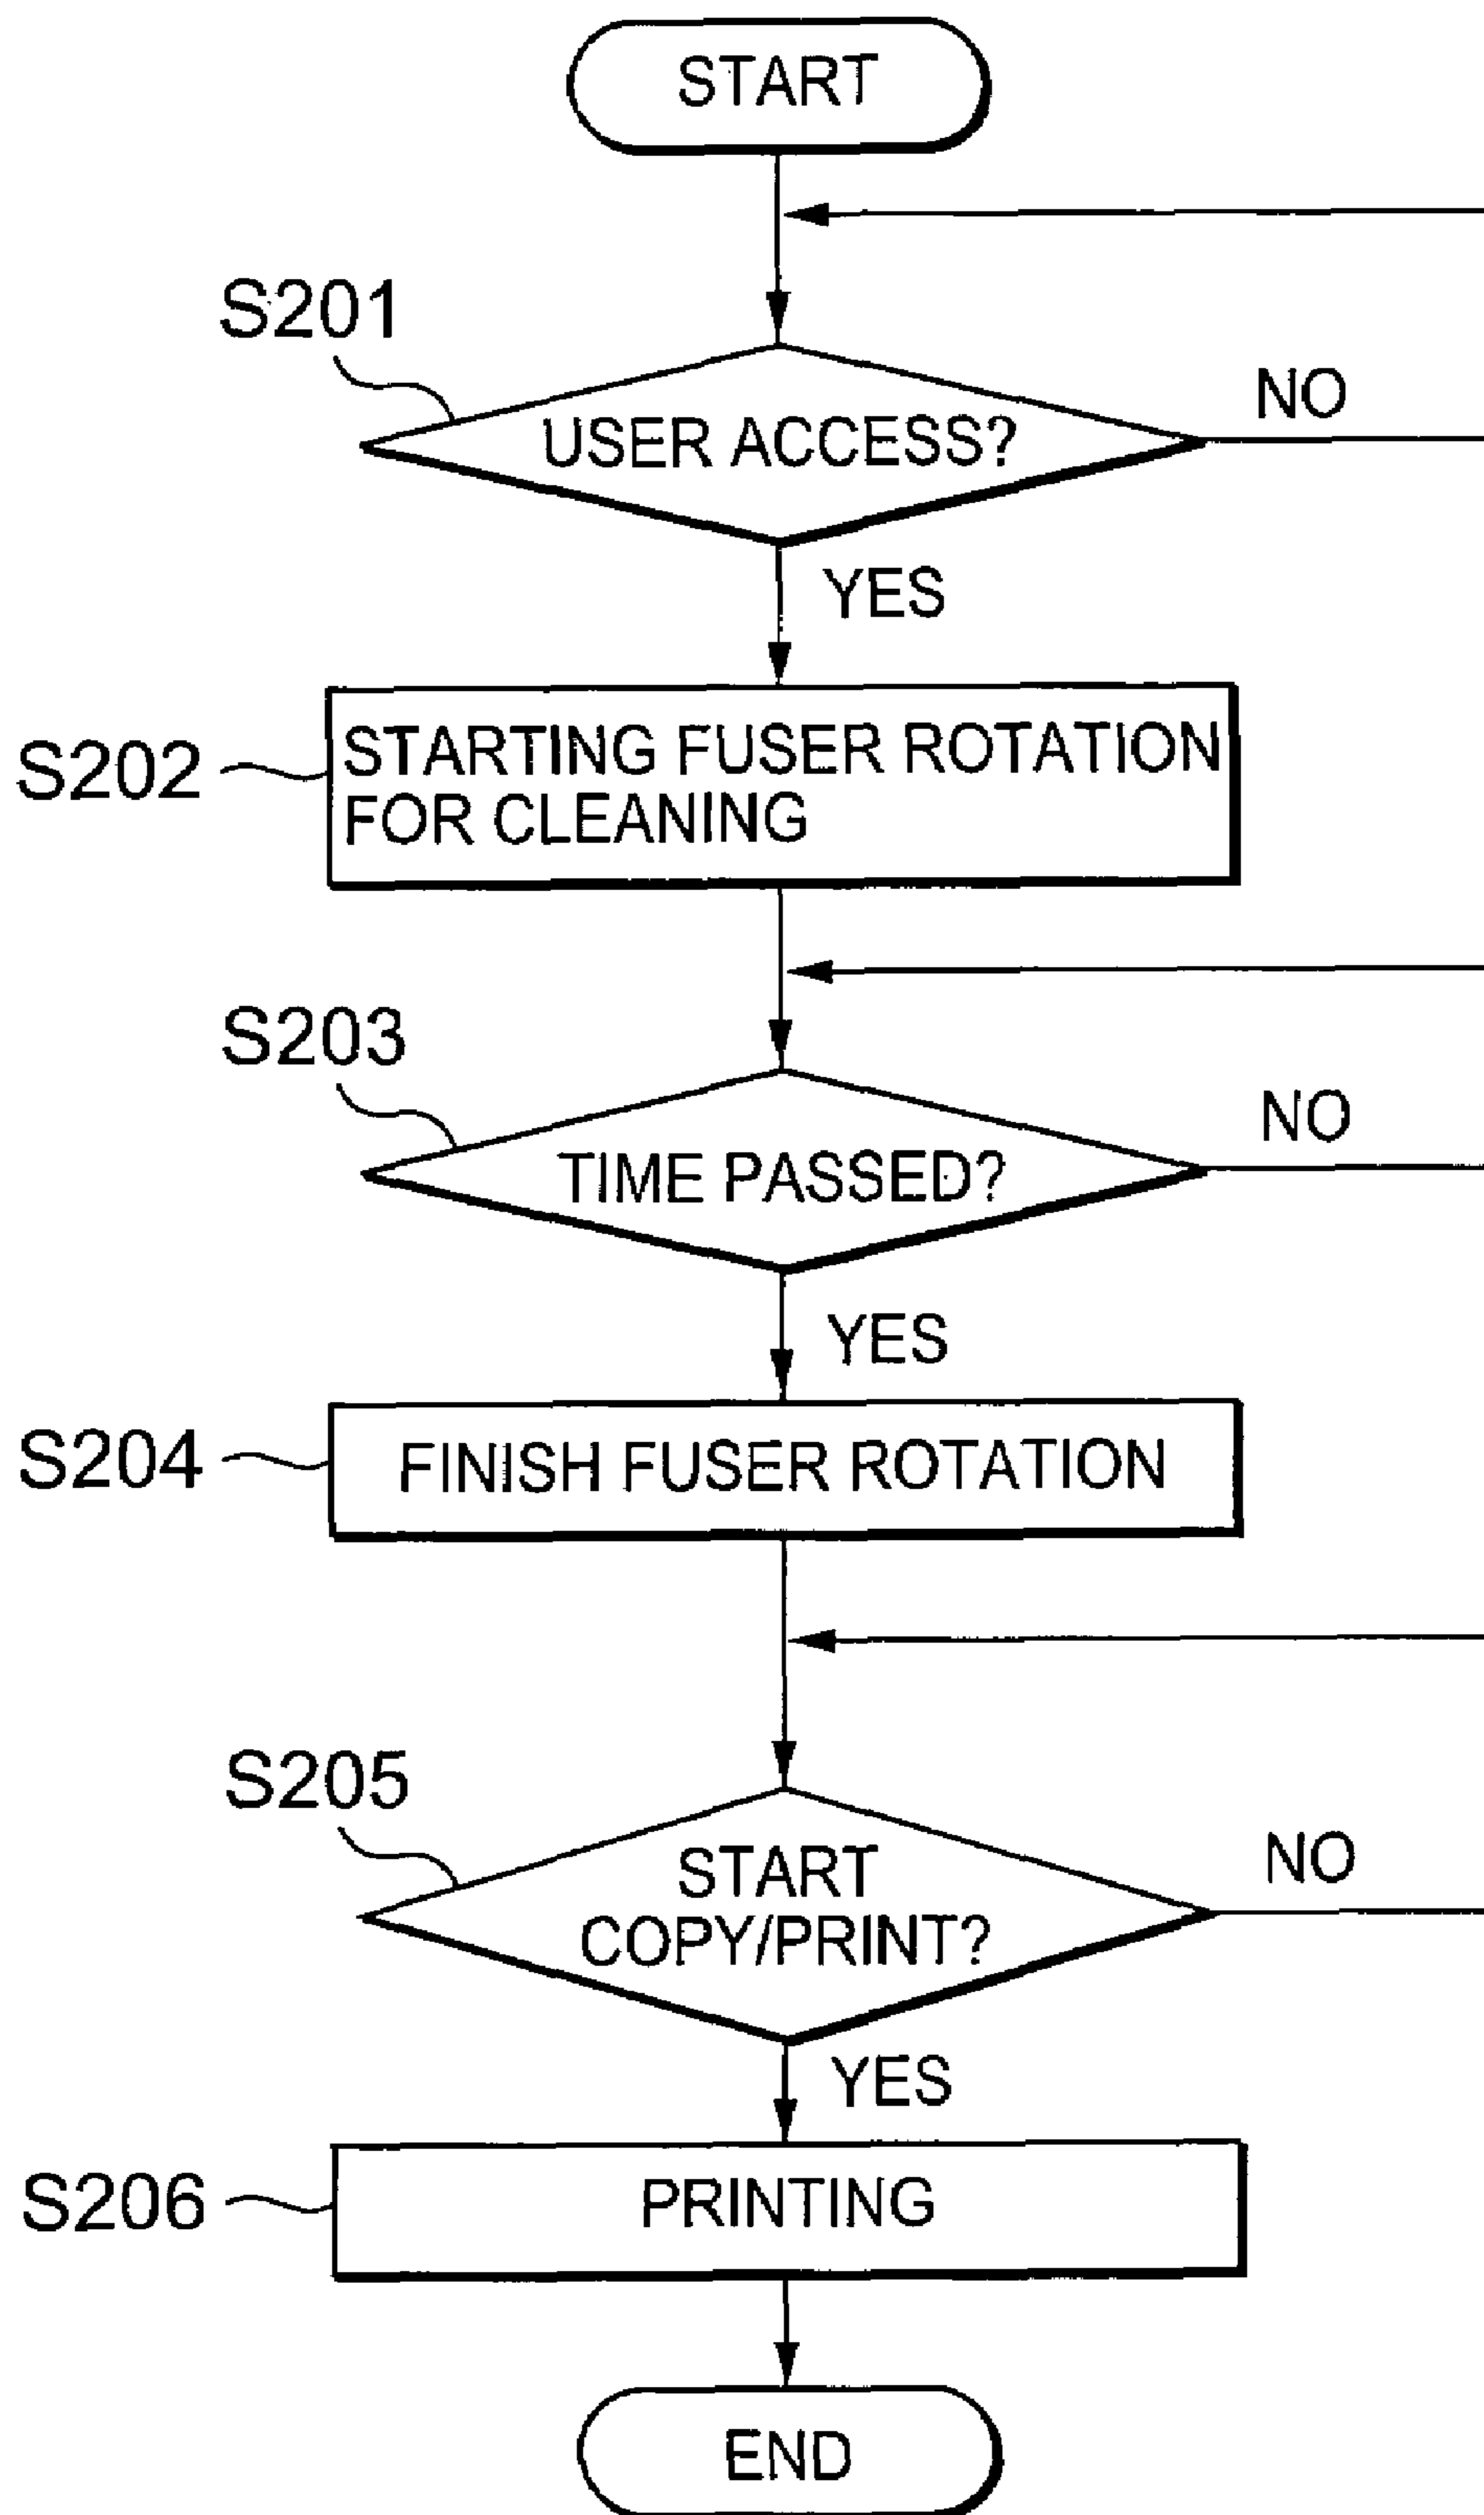 START
S201
USER ACCESS?
NO
YES
S202
STARTING FUSER ROTATION
FOR CLEANING
S203
TIME PASSED?
NO
YES
S204
FINISH FUSER ROTATION
S205
START
COPY/PRINT?
NO
YES
S206
PRINTING
END